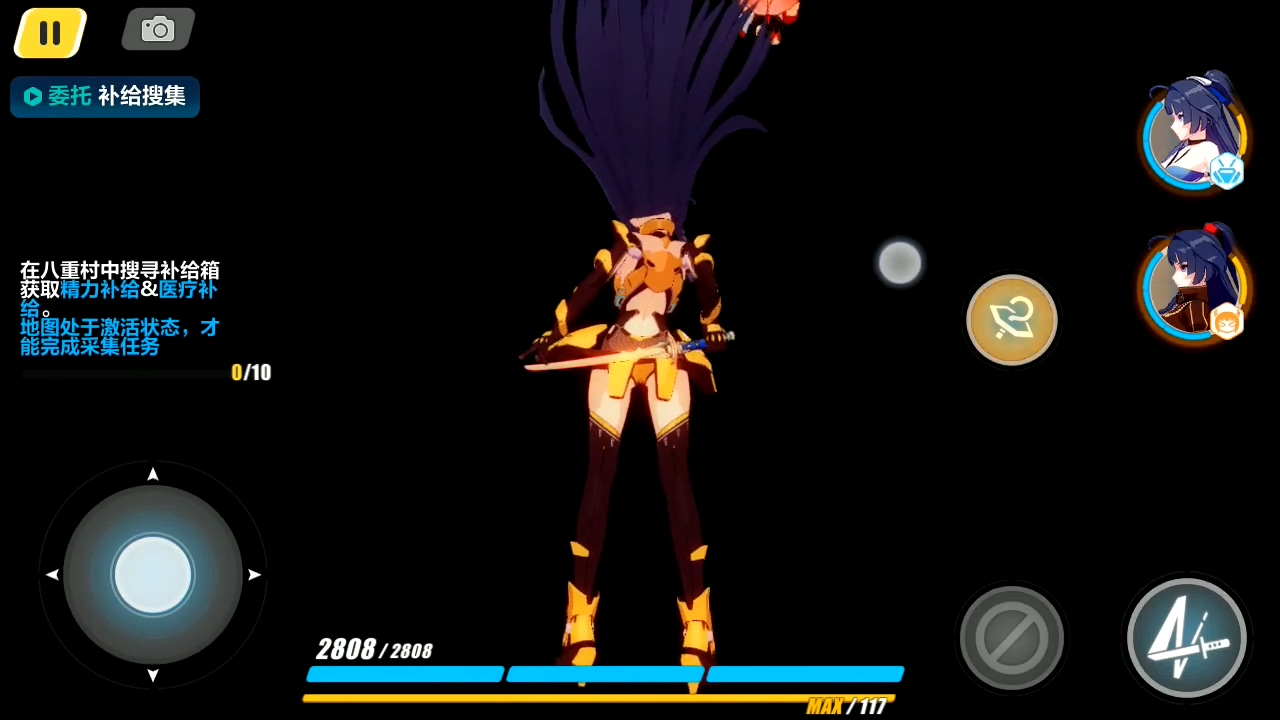 委托 补给搜集
在八重村中搜寻补给箱
获取精力补给&医疗补
给。
地图处于激活状态，才
能完成采集任务
0/10
2808 / 2808
MAX / 117